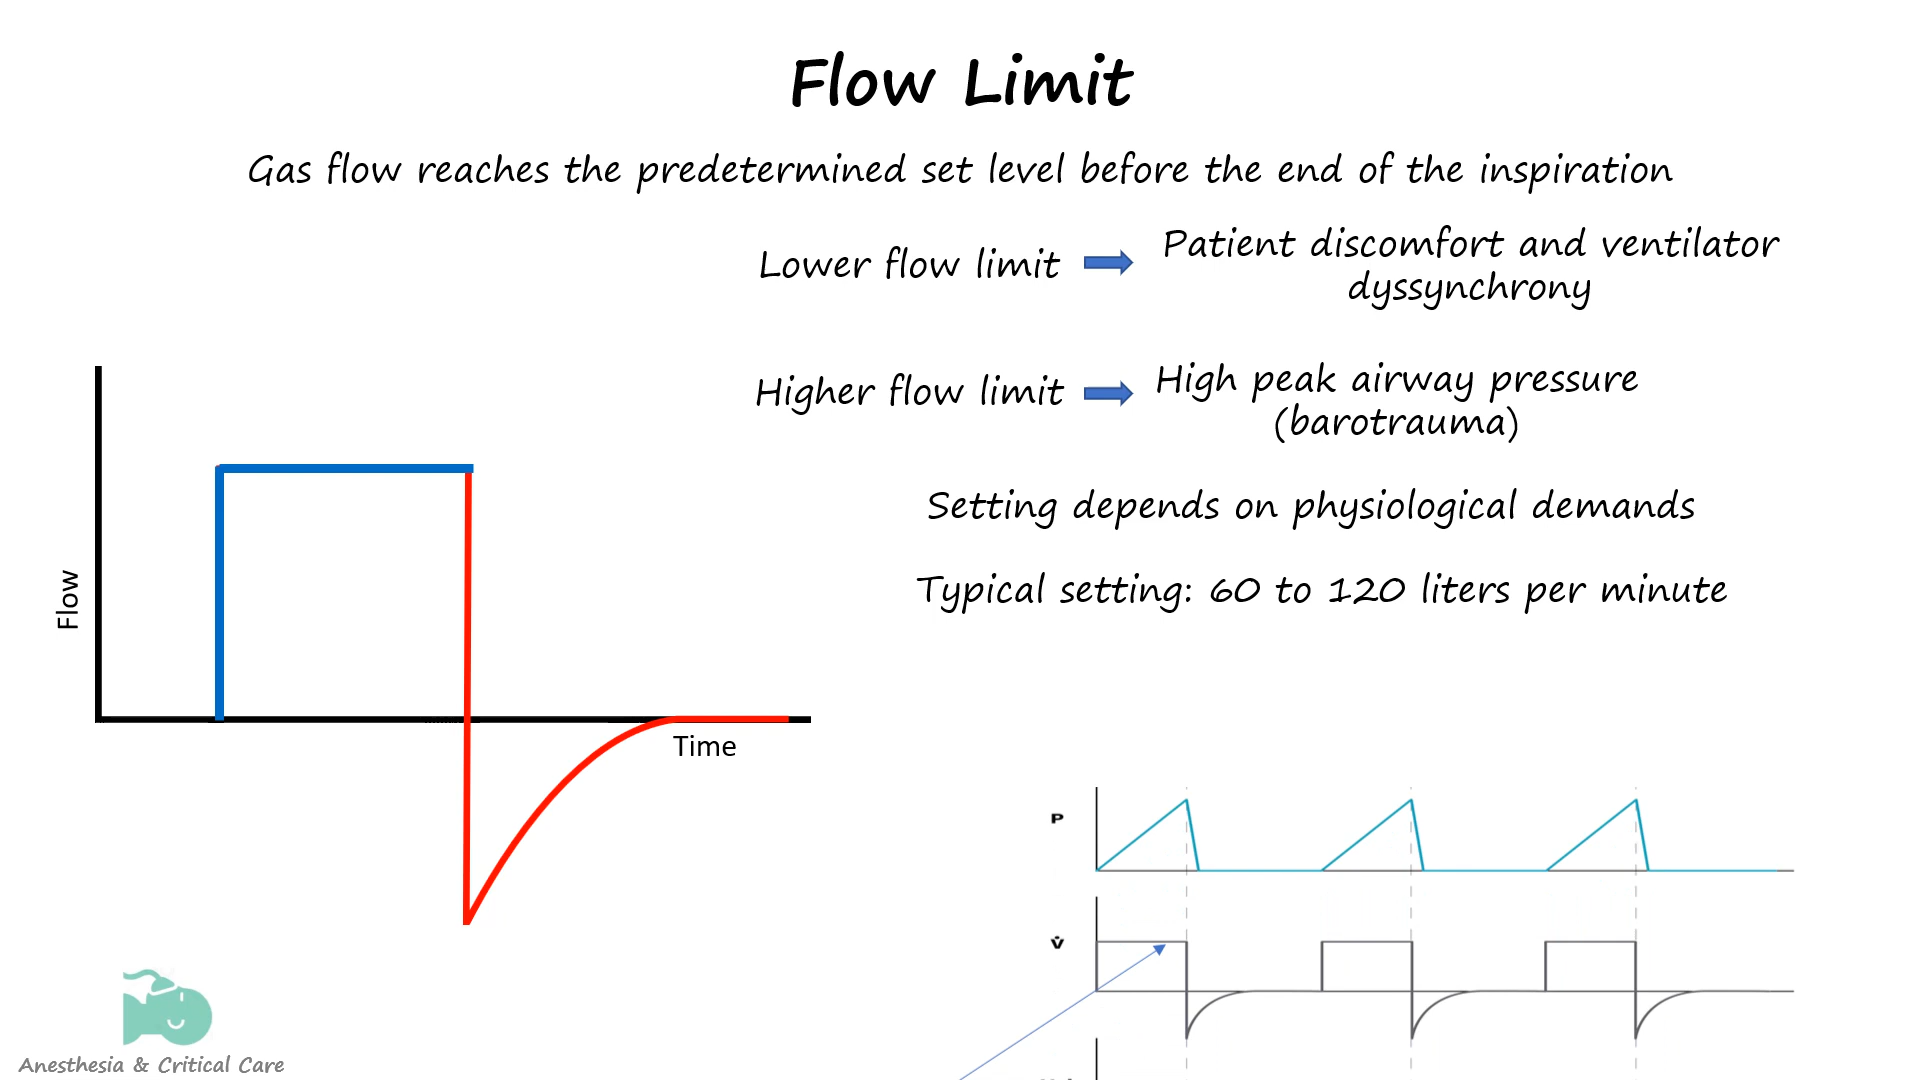 Flow Limit
Gas flow reaches the predetermined set level before the end of the inspiration
Lower flow limit
Patient discomfort and ventilator
dyssynchrony
Higher flow limit
High peak airway pressure
(barotrauma)
Setting depends on physiological demands
Typical setting: 60 to 120 liters per minute
Flow
Time
P
V̇
Anesthesia & Critical Care